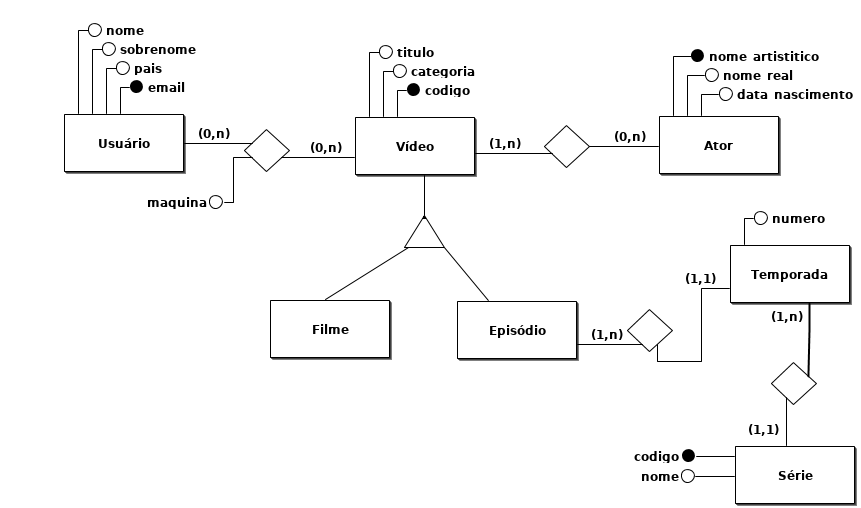 nome
sobrenome
pais
email
Usuário
(0,n)
(0,n)
maquina
titulo
categoria
codigo
Vídeo
(1,n)
(0,n)
nome artistitico
nome real
data nascimento
Ator
Filme
Episódio
(1,n)
(1,1)
numero
Temporada
(1,n)
(1,1)
codigo
nome
Série